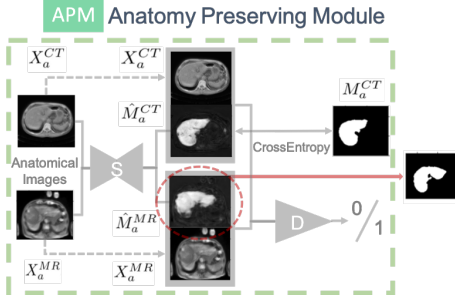 APM Anatomy Preserving Module
$X_a^{CT}$ $X_a^{CT}$ $M_a^{CT}$
$\hat{M}_a^{CT}$
CrossEntropy
Anatomical
Images
S
$\hat{M}_a^{MR}$
D
0/1
$X_a^{MR}$ $X_a^{MR}$